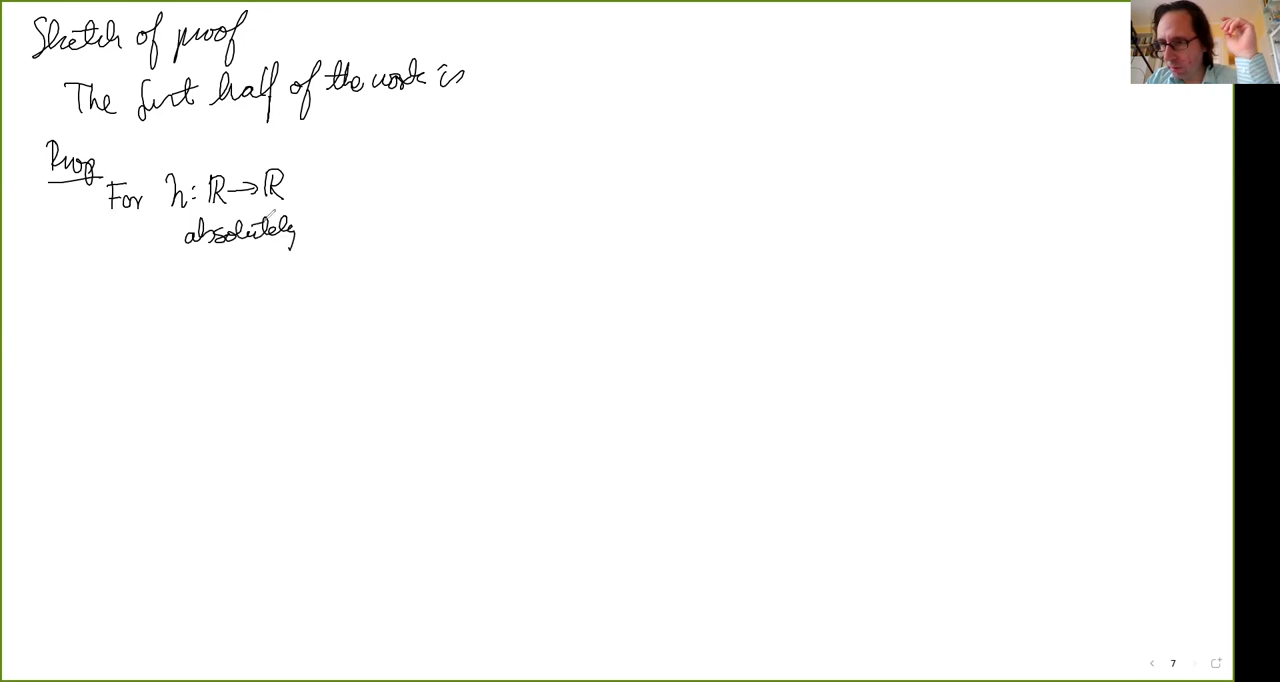 Sketch of proof
The first half of the work is
Prop
For h: ℝ→ℝ
absolutely
7